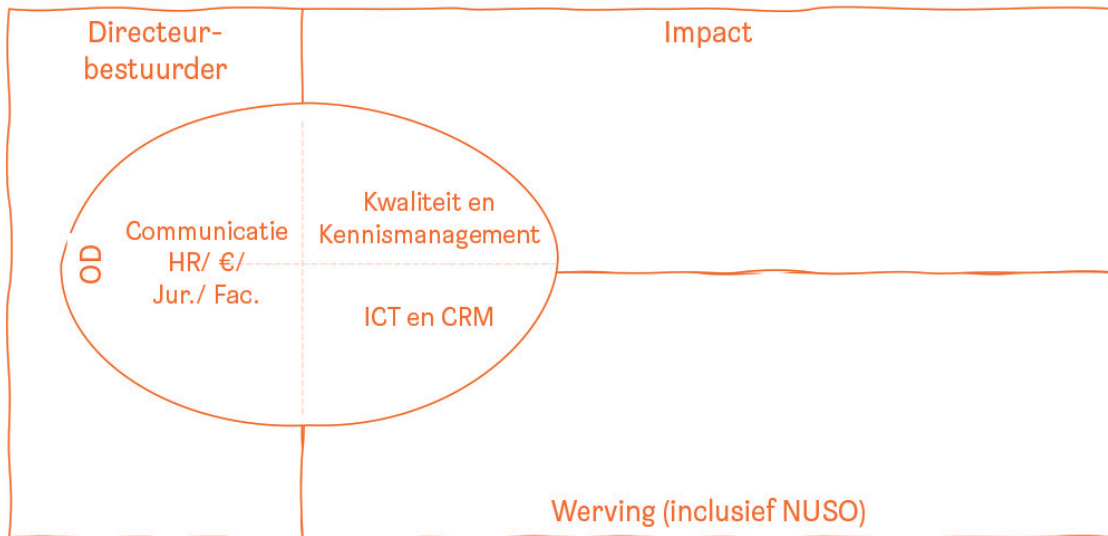 Directeur-
bestuurder
Impact
OD
Communicatie
HR/ €/
Jur./ Fac.
Kwaliteit en
Kennismanagement
ICT en CRM
Werving (inclusief NUSO)